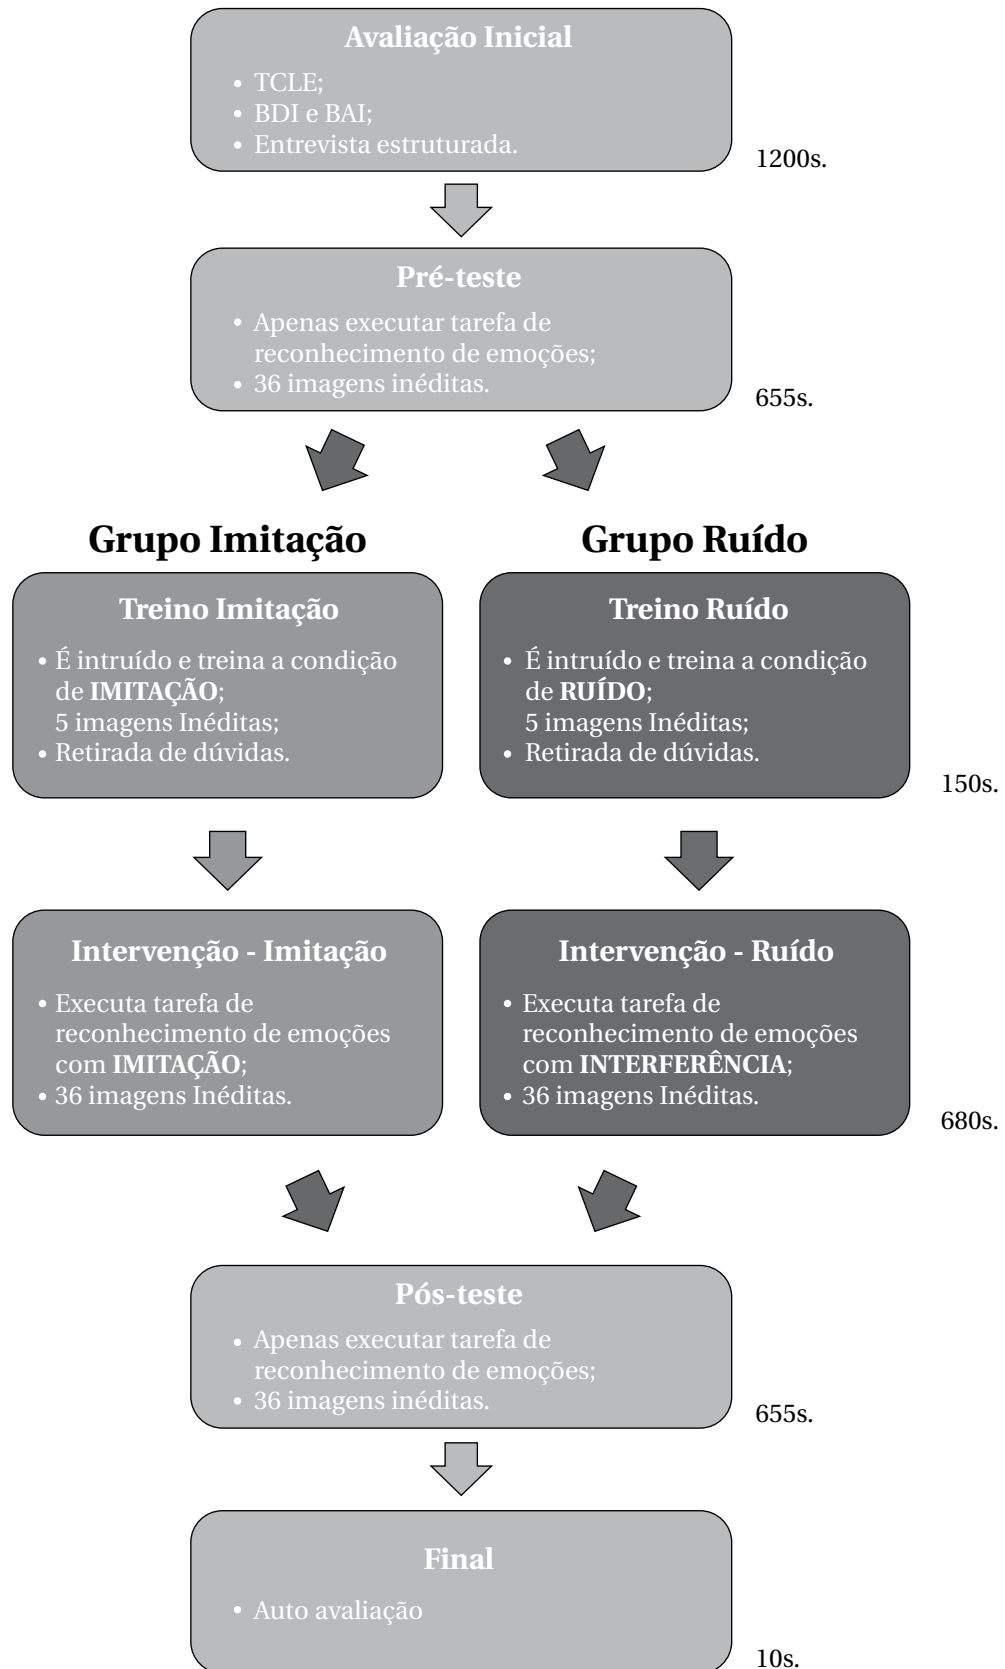 Avaliação Inicial
• TCLE;
• BDI e BAI;
• Entrevista estruturada.
1200s.
Pré-teste
• Apenas executar tarefa de
reconhecimento de emoções;
• 36 imagens inéditas.
655s.
Grupo Imitação
Treino Imitação
• É intruído e treina a condição
de IMITAÇÃO;
5 imagens Inéditas;
• Retirada de dúvidas.
Grupo Ruído
Treino Ruído
• É intruído e treina a condição
de RUÍDO;
5 imagens Inéditas;
• Retirada de dúvidas.
150s.
Intervenção - Imitação
• Executa tarefa de
reconhecimento de emoções
com IMITAÇÃO;
• 36 imagens Inéditas.
Intervenção - Ruído
• Executa tarefa de
reconhecimento de emoções
com INTERFERÊNCIA;
• 36 imagens Inéditas.
680s.
Pós-teste
• Apenas executar tarefa de
reconhecimento de emoções;
• 36 imagens inéditas.
655s.
Final
• Auto avaliação
10s.